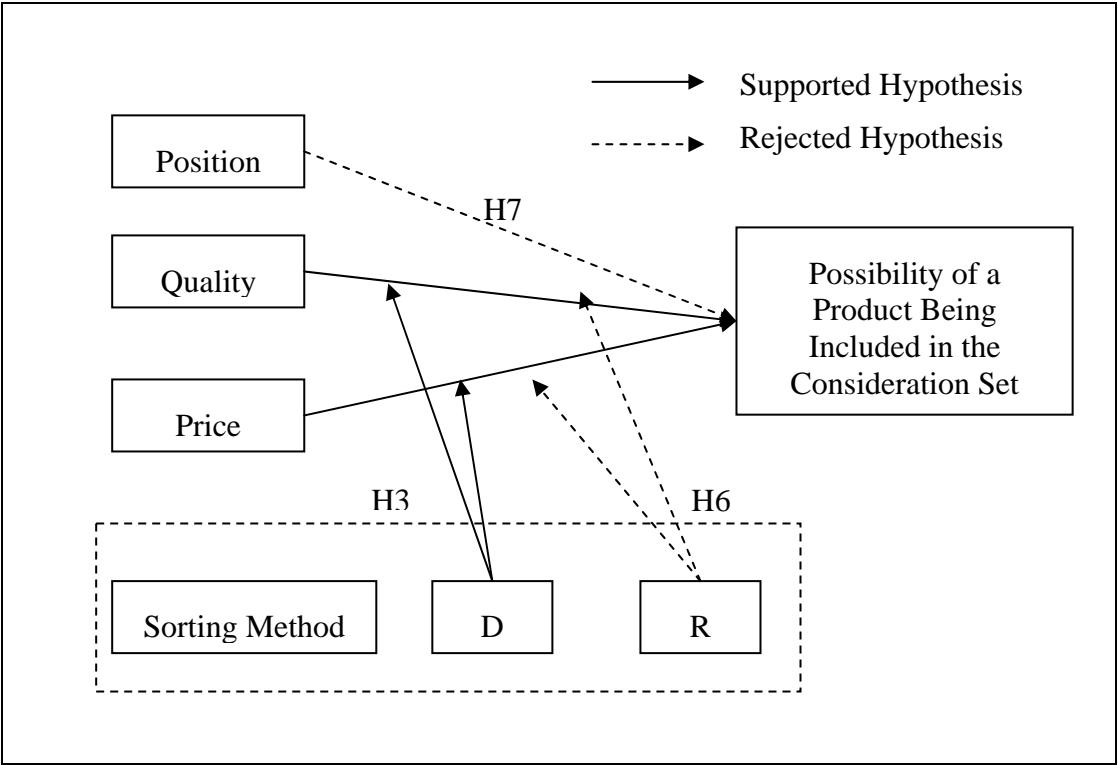 Supported Hypothesis
Rejected Hypothesis
Position
H7
Quality
Possibility of a
Product Being
Included in the
Consideration Set
Price
H3
H6
Sorting Method
D
R